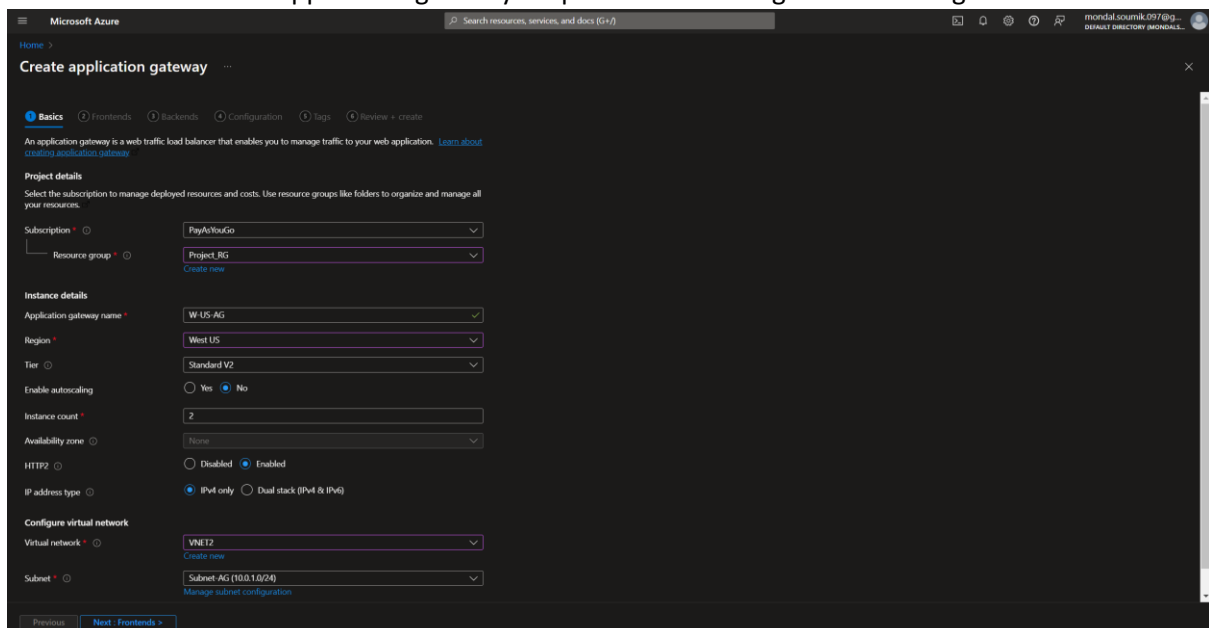 Microsoft Azure
Search resources, services, and docs (G+/)
mondal.soumik.097@g...
DEFAULT DIRECTORY (MONDALS...
Home >
Create application gateway ...
1 Basics 2 Frontends 3 Backends 4 Configuration 5 Tags 6 Review + create
An application gateway is a web traffic load balancer that enables you to manage traffic to your web application. Learn about
creating application gateway
Project details
Select the subscription to manage deployed resources and costs. Use resource groups like folders to organize and manage all
your resources.
Subscription * PayAsYouGo
Resource group * Project_RG
Create new
Instance details
Application gateway name * W-US-AG
Region * West US
Tier Standard V2
Enable autoscaling Yes No
Instance count * 2
Availability zone None
HTTP2 Disabled Enabled
IP address type IPv4 only Dual stack (IPv4 & IPv6)
Configure virtual network
Virtual network * VNET2
Create new
Subnet * Subnet-AG (10.0.1.0/24)
Manage subnet configuration
Previous Next : Frontends >